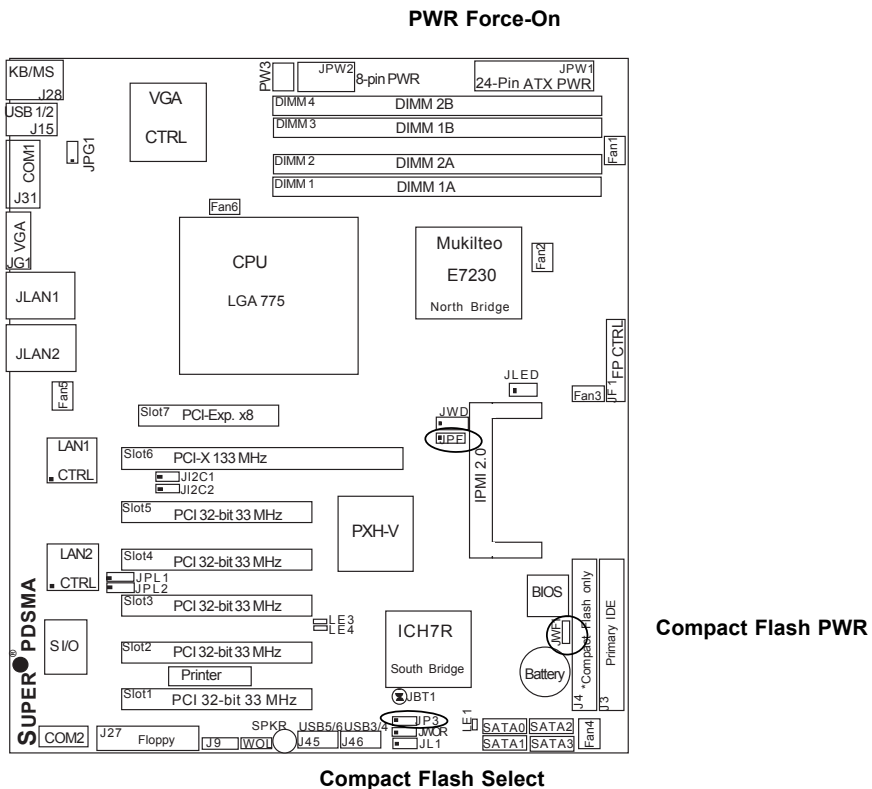 PWR Force-On
KB/MS
J28
USB 1/2
J15
COM1
J31
VGA
JG1
JLAN1
JLAN2
Fan5
JPG1
VGA
CTRL
PW3
JPW2
8-pin PWR
JPW1
24-Pin ATX PWR
DIMM 4
DIMM 2B
DIMM 3
DIMM 1B
DIMM 2
DIMM 2A
DIMM 1
DIMM 1A
Fan1
Fan6
CPU
LGA 775
Mukilteo
E7230
North Bridge
Fan2
FP CTRL
JF1
Fan3
JLED
JWD
JPF
IPMI 2.0
Slot7
PCI-Exp. x8
LAN1
CTRL
Slot6
PCI-X 133 MHz
JI2C1
JI2C2
Slot5
PCI 32-bit 33 MHz
PXH-V
LAN2
CTRL
Slot4
PCI 32-bit 33 MHz
JPL1
JPL2
Slot3
PCI 32-bit 33 MHz
LE3
LE4
BIOS
JWF1
*Compact Flash only
J4
Primary IDE
J3
Compact Flash PWR
SUPER® PDSMA
S I/O
Slot2
PCI 32-bit 33 MHz
Printer
Slot1
PCI 32-bit 33 MHz
ICH7R
South Bridge
Battery
JBT1
JP3
JWOR
JL1
LE1
SATA0
SATA2
SATA1
SATA3
Fan4
COM2
J27
Floppy
J9
WOL
SPKR
USB5/6
J45
USB3/4
J46
Compact Flash Select